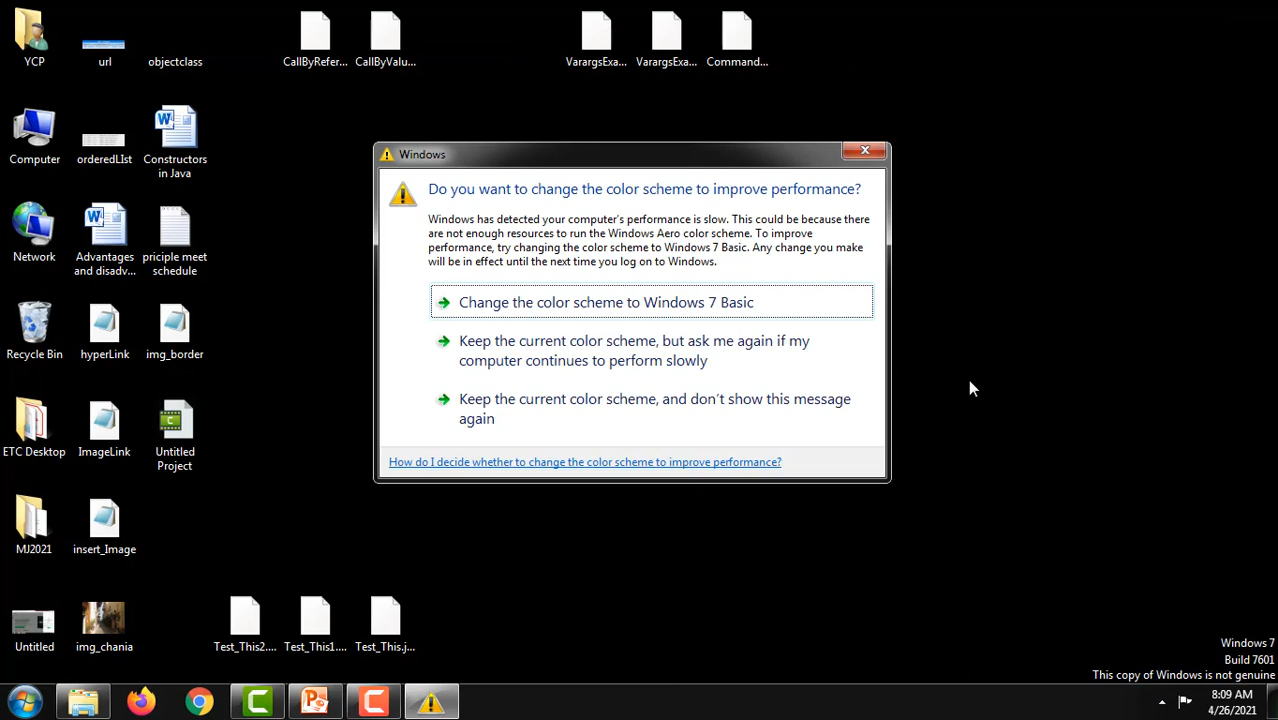 YCP
url
objectclass
CallByRefer...
CallByValu...
VarargsExa...
VarargsExa...
Command...
Computer
orderedLIst
Constructors
in Java
Network
Advantages
and disadv...
priciple meet
schedule
Recycle Bin
hyperLink
img_border
ETC Desktop
ImageLink
Untitled
Project
MJ2021
insert_Image
Untitled
img_chania
Test_This2....
Test_This1....
Test_This.j...
Windows
Do you want to change the color scheme to improve performance?
Windows has detected your computer's performance is slow. This could be because there
are not enough resources to run the Windows Aero color scheme. To improve
performance, try changing the color scheme to Windows 7 Basic. Any change you make
will be in effect until the next time you log on to Windows.
Change the color scheme to Windows 7 Basic
Keep the current color scheme, but ask me again if my
computer continues to perform slowly
Keep the current color scheme, and don't show this message
again
How do I decide whether to change the color scheme to improve performance?
Windows 7
Build 7601
This copy of Windows is not genuine
8:09 AM
4/26/2021